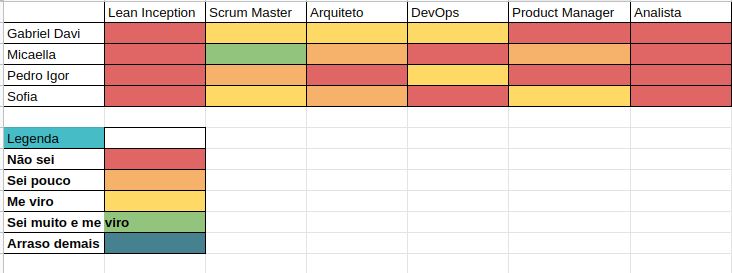 Lean Inception Scrum Master Arquiteto DevOps Product Manager Analista
Gabriel Davi
Micaella
Pedro Igor
Sofia
Legenda
Não sei
Sei pouco
Me viro
Sei muito e me viro
Arraso demais